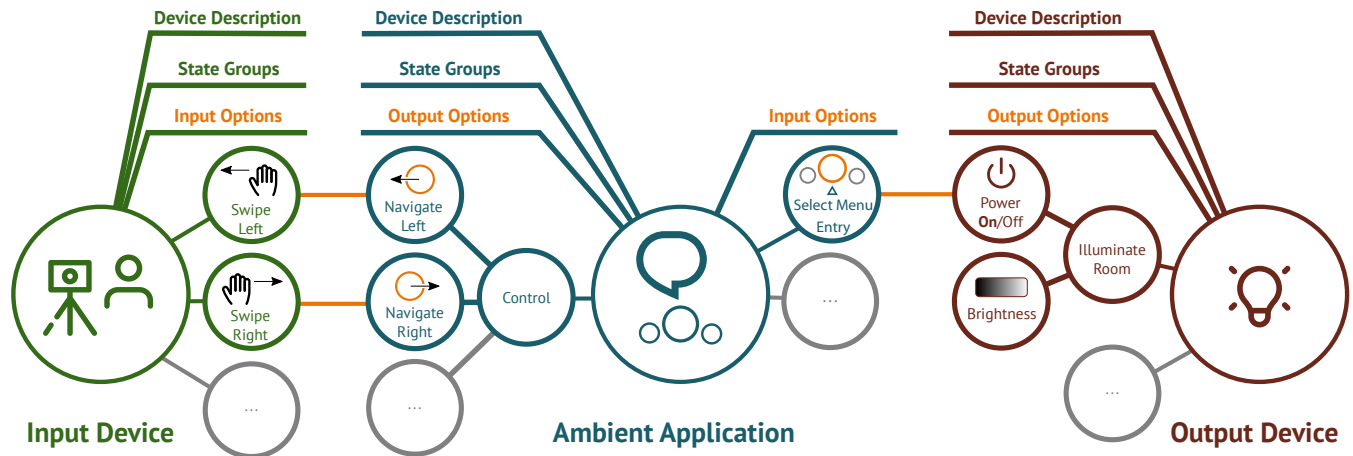 Device Description
State Groups
Input Options
Swipe
Left
Swipe
Right
...
Input Device
Device Description
State Groups
Output Options
Navigate
Left
Navigate
Right
...
Control
Ambient Application
Input Options
Select Menu
Entry
...
Device Description
State Groups
Output Options
Power
On/Off
Brightness
Illuminate
Room
...
Output Device